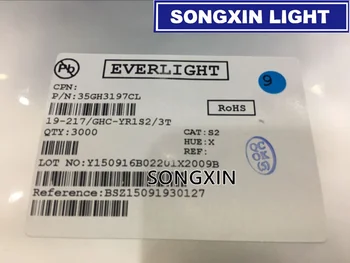 SONGXIN LIGHT
Pb
EVERLIGHT
CPN:
P/N:35GH3197CL
9
RoHS
19-217/GHC-YR1S2/3T
QTY:3000
CAT:S2
HUE:X
REF:
LOT NO:Y150916B02201X2009B
SONGXIN
Reference:BSZ15091930127